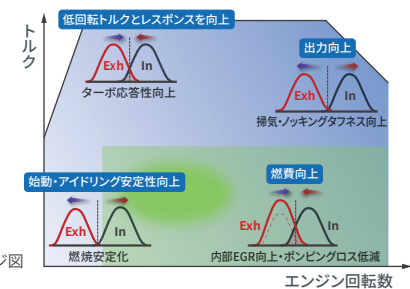 トルク
低回転トルクとレスポンスを向上
Exh
In
ターボ応答性向上
出力向上
Exh
In
掃気・ノッキングタフネス向上
始動・アイドリング安定性向上
Exh
In
燃焼安定化
燃費向上
Exh
In
内部EGR向上・ポンピングロス低減
ジ図
エンジン回転数